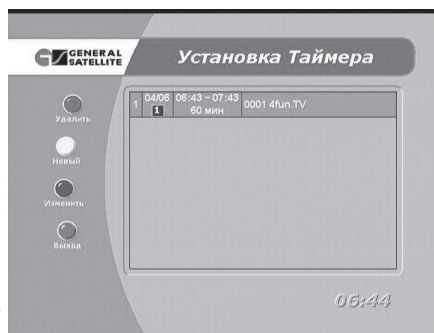 GENERAL
SATELLITE
Установка Таймера
Удалить
Новый
Изменить
Выход
1 04/06 06:43 - 07:43 0001 4fun.TV
1 60 мин
06:44